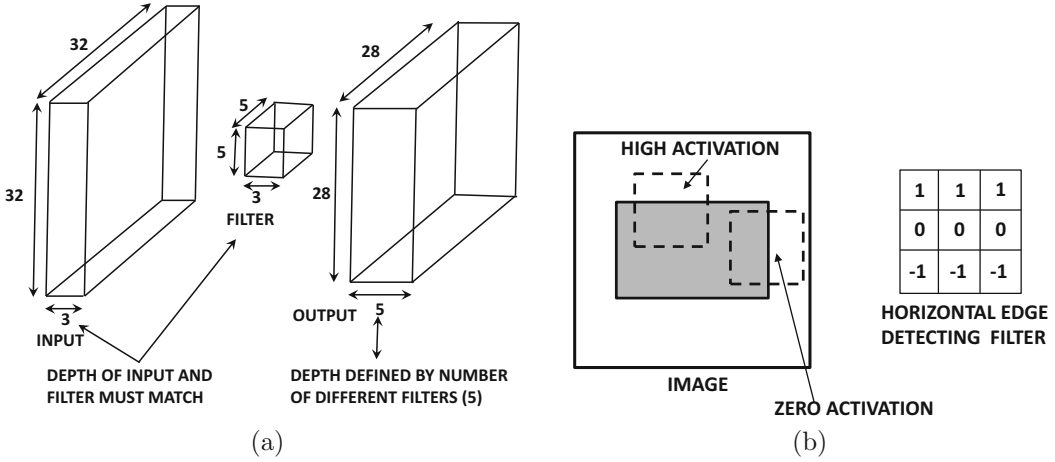 32
32
3
INPUT
5
5
3
FILTER
DEPTH OF INPUT AND
FILTER MUST MATCH
28
28
5
OUTPUT
DEPTH DEFINED BY NUMBER
OF DIFFERENT FILTERS (5)
(a)
HIGH ACTIVATION
IMAGE
ZERO ACTIVATION
1 1 1
0 0 0
-1 -1 -1
HORIZONTAL EDGE
DETECTING FILTER
(b)